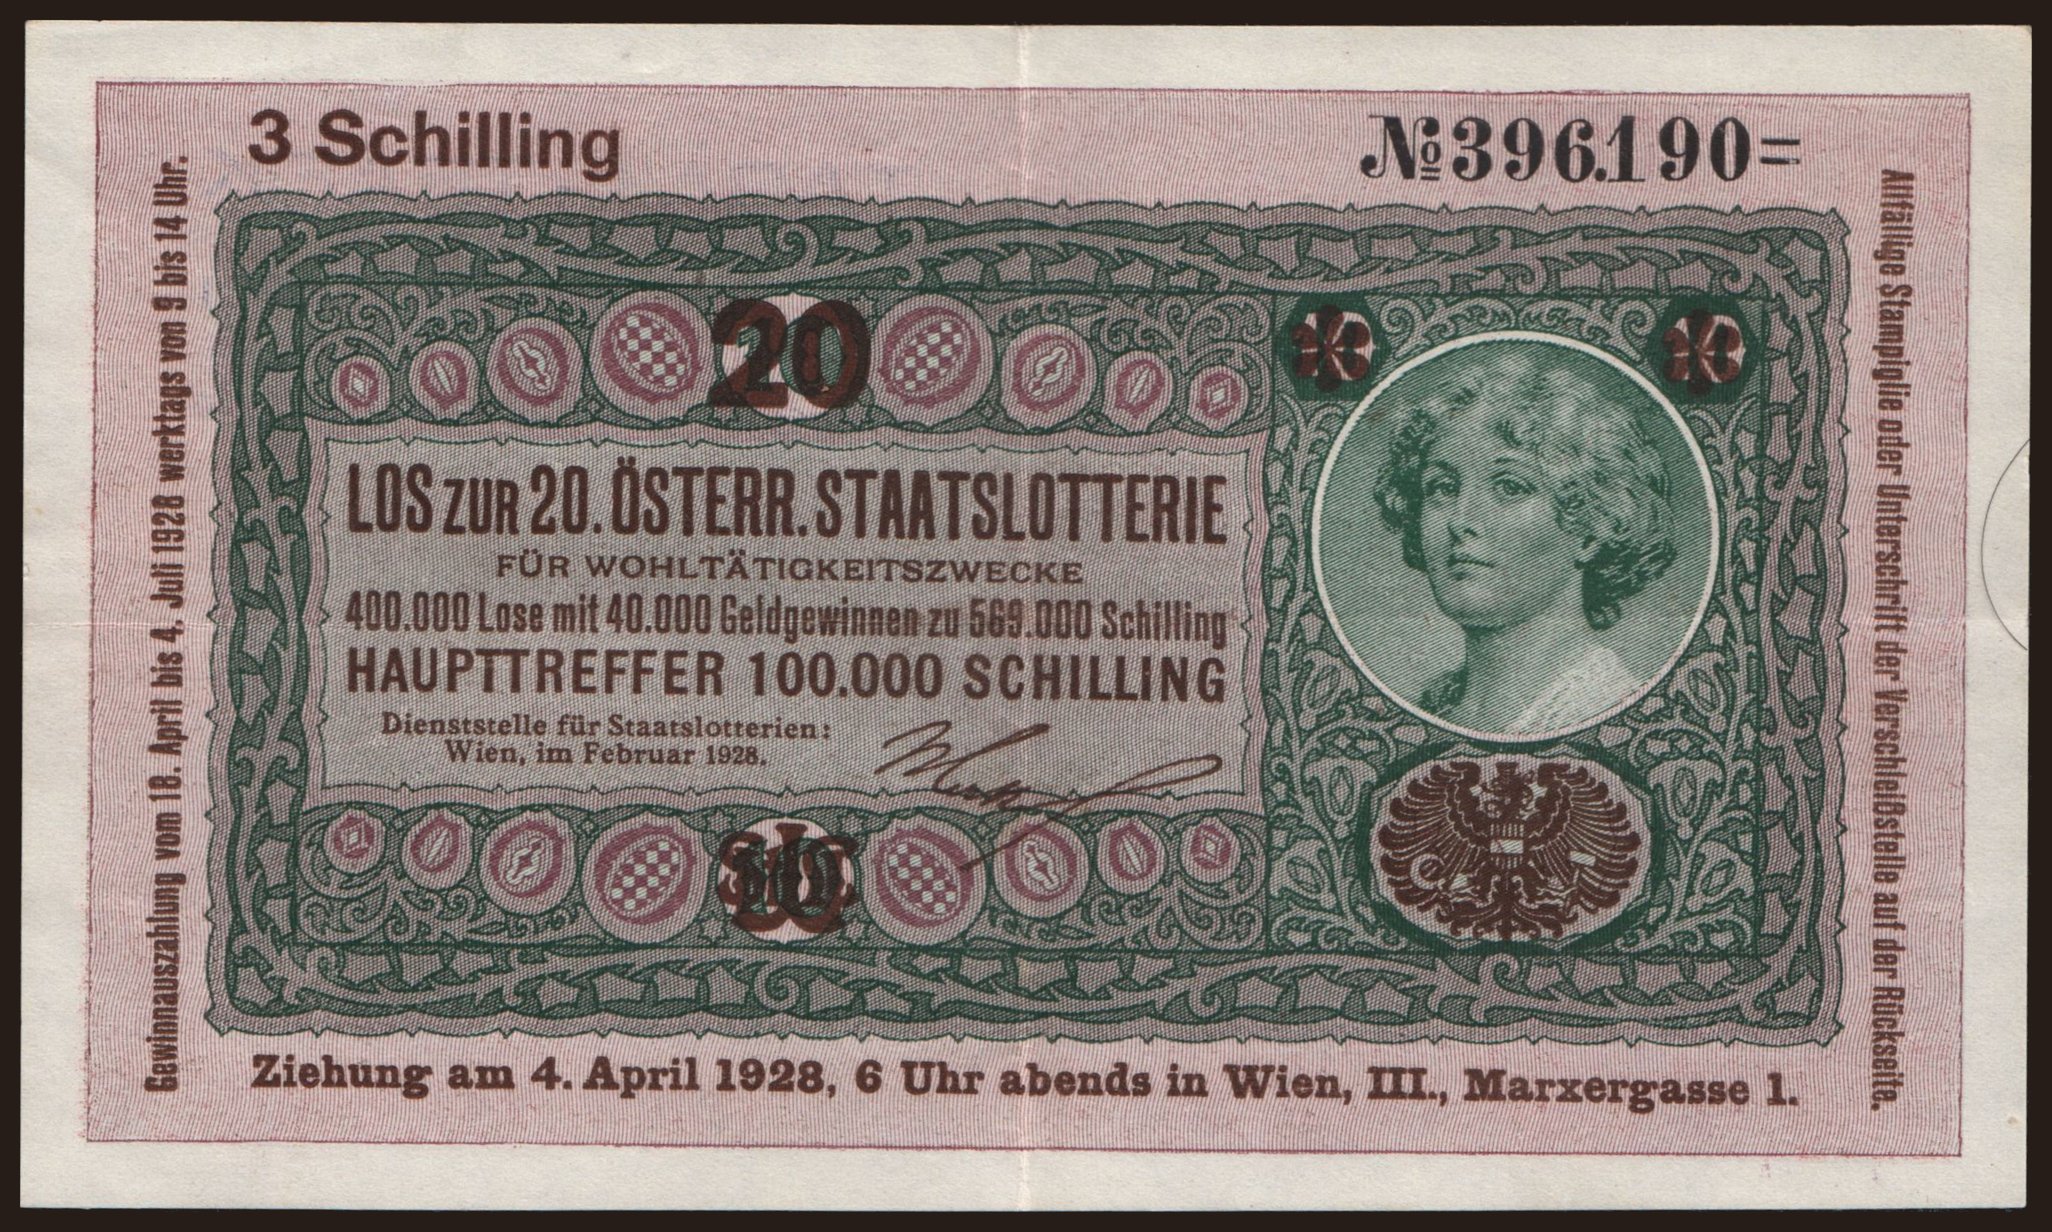 3 Schilling
№ 396.190=
Gewinnauszahlung vom 18. April bis 4. Juli 1928 werktags von 9 bis 14 Uhr.
20
LOS ZUR 20. ÖSTERR. STAATSLOTTERIE
FÜR WOHLTÄTIGKEITSZWECKE
400.000 Lose mit 40.000 Geldgewinnen zu 569.000 Schilling
HAUPTTREFFER 100.000 SCHILLING
Dienststelle für Staatslotterien:
Wien, im Februar 1928.
10
Ziehung am 4. April 1928, 6 Uhr abends in Wien, III., Marxergasse 1.
Allfällige Stampiglie oder Unterschrift der Verschleißstelle auf der Rückseite.